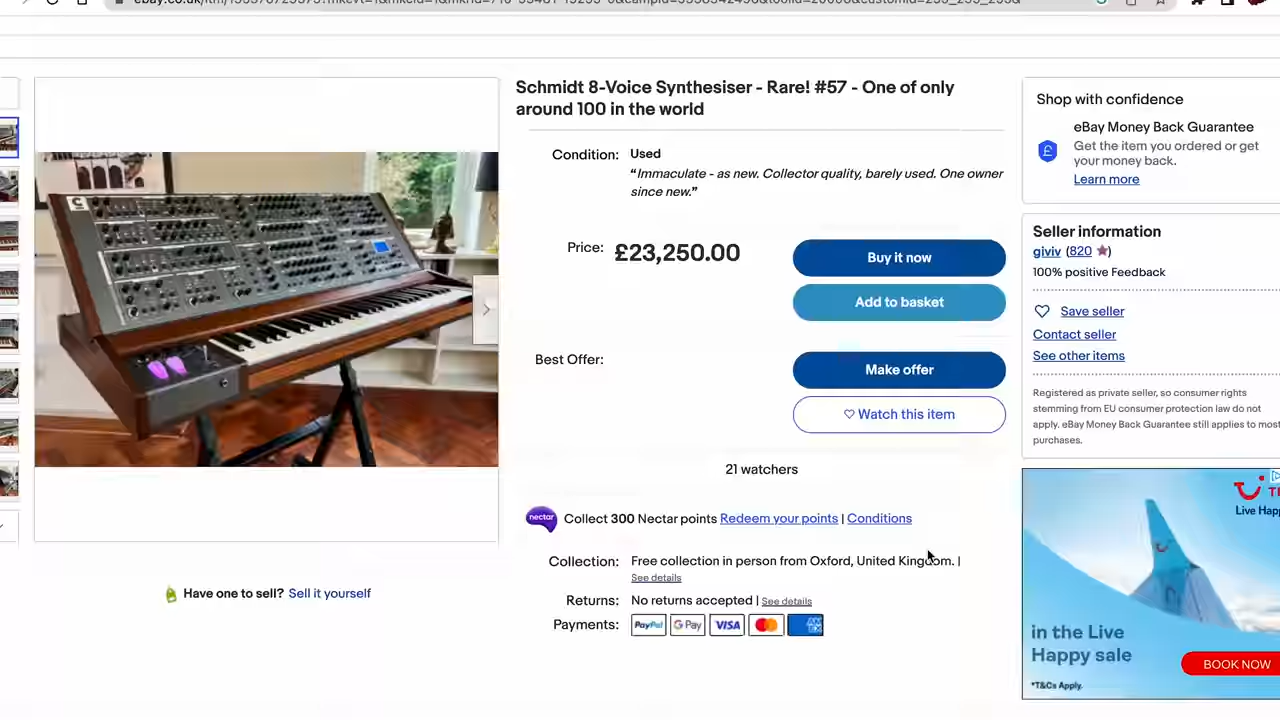 Schmidt 8-Voice Synthesiser - Rare! #57 - One of only
around 100 in the world
Condition: Used
“Immaculate - as new. Collector quality, barely used. One owner
since new.”
Price: £23,250.00
Buy it now
Add to basket
Best Offer:
Make offer
Watch this item
21 watchers
nectar Collect 300 Nectar points Redeem your points | Conditions
Collection: Free collection in person from Oxford, United Kingdom. |
See details
Returns: No returns accepted | See details
Payments: PayPal G Pay VISA
Have one to sell? Sell it yourself
Shop with confidence
eBay Money Back Guarantee
Get the item you ordered or get
your money back.
Learn more
Seller information
giviv (820)
100% positive Feedback
Save seller
Contact seller
See other items
Registered as private seller, so consumer rights
stemming from EU consumer protection law do not
apply. eBay Money Back Guarantee still applies to most
purchases.
Live Happ
in the Live
Happy sale
BOOK NOW
*T&Cs Apply.